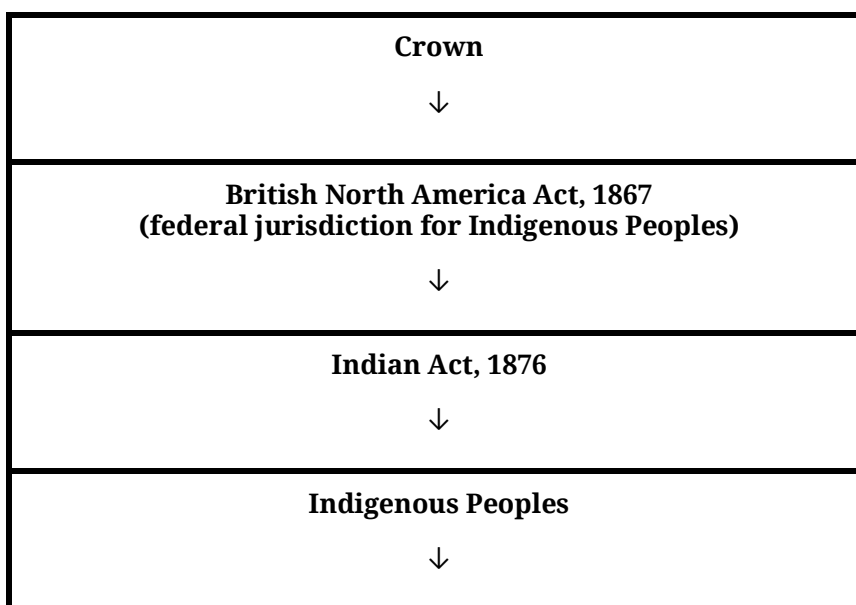 Crown
↓
British North America Act, 1867
(federal jurisdiction for Indigenous Peoples)
↓
Indian Act, 1876
↓
Indigenous Peoples
↓